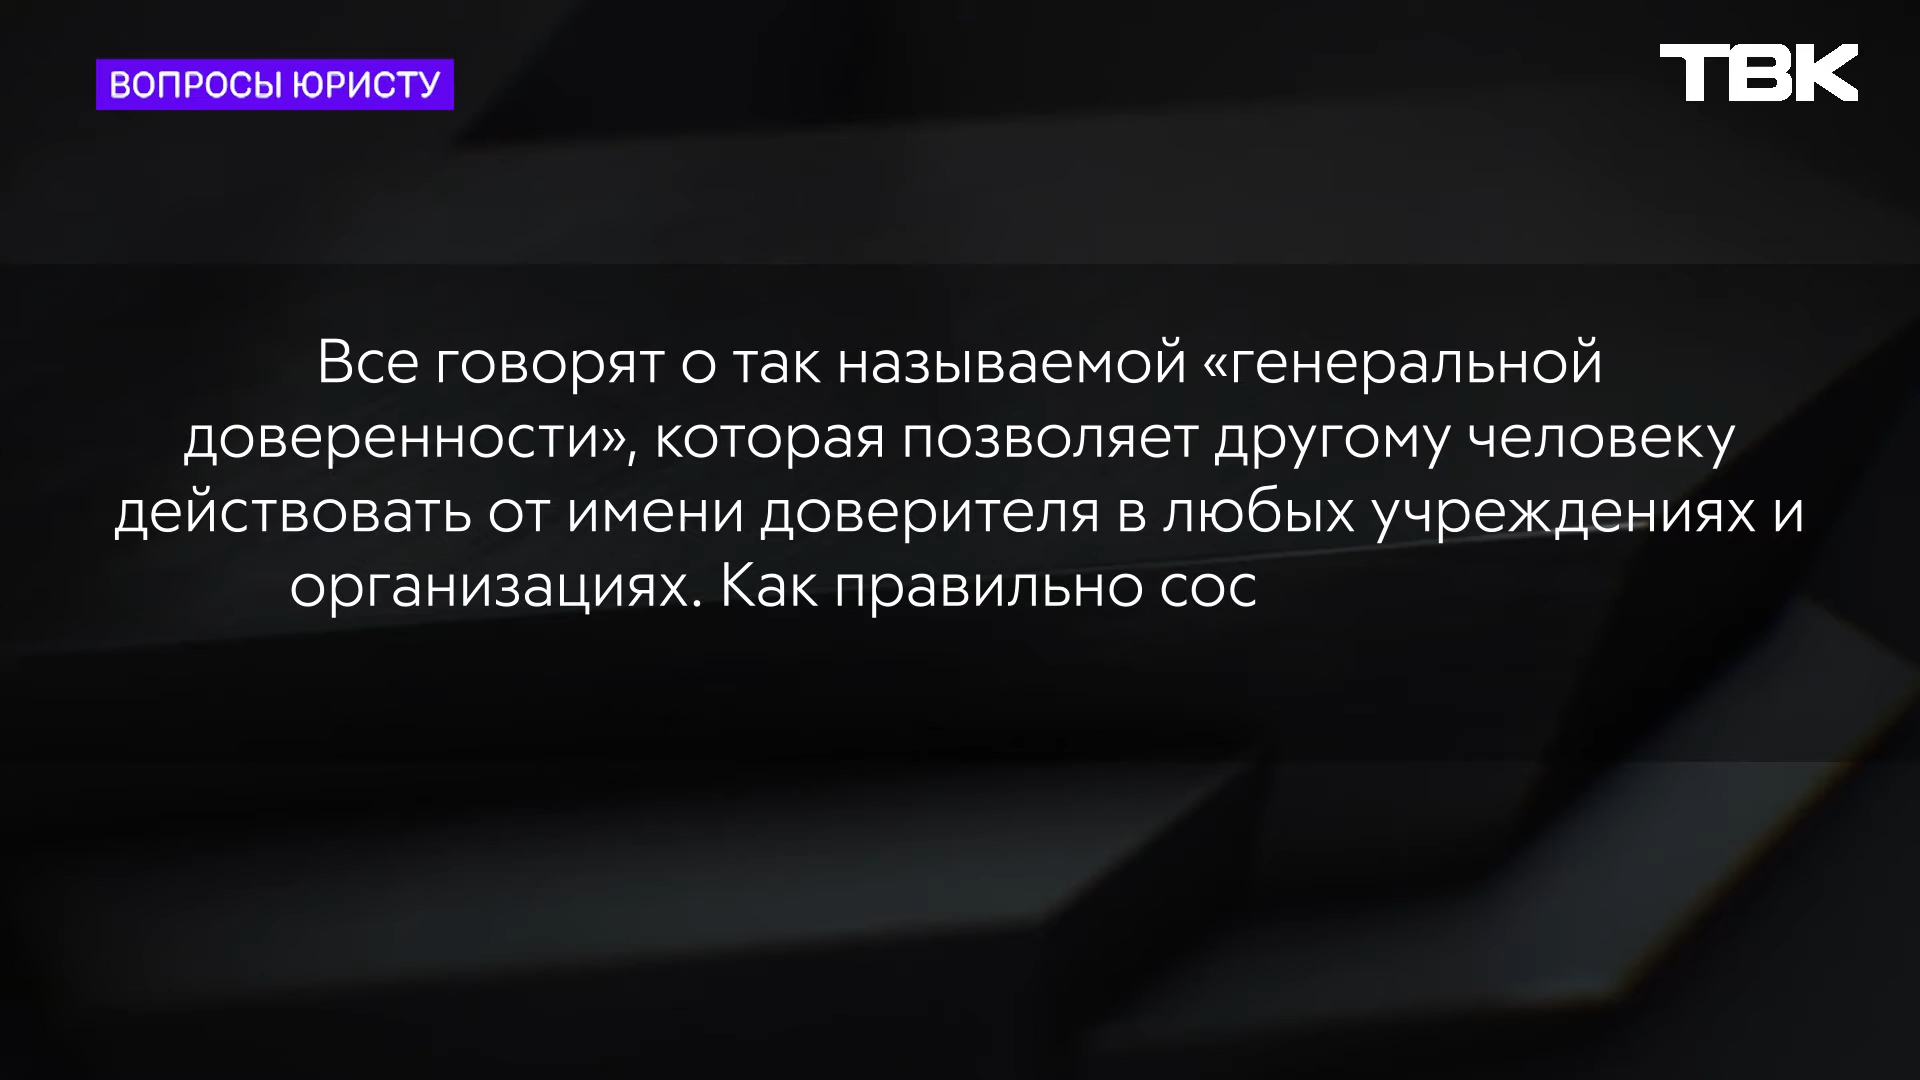 ВОПРОСЫ ЮРИСТУ
ТВК
Все говорят о так называемой «генеральной
доверенности», которая позволяет другому человеку
действовать от имени доверителя в любых учреждениях и
организациях. Как правильно сос